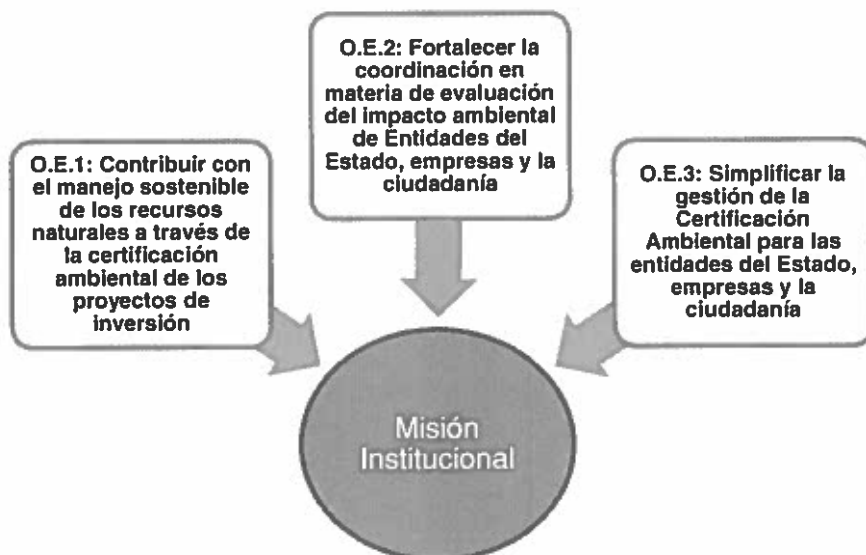 O.E.1: Contribuir con
el manejo sostenible
de los recursos
naturales a través de
la certificación
ambiental de los
proyectos de
inversión
O.E.2: Fortalecer la
coordinación en
materia de evaluación
del impacto ambiental
de Entidades del
Estado, empresas y la
ciudadanía
O.E.3: Simplificar la
gestión de la
Certificación
Ambiental para las
entidades del Estado,
empresas y la
ciudadanía
Misión
Institucional